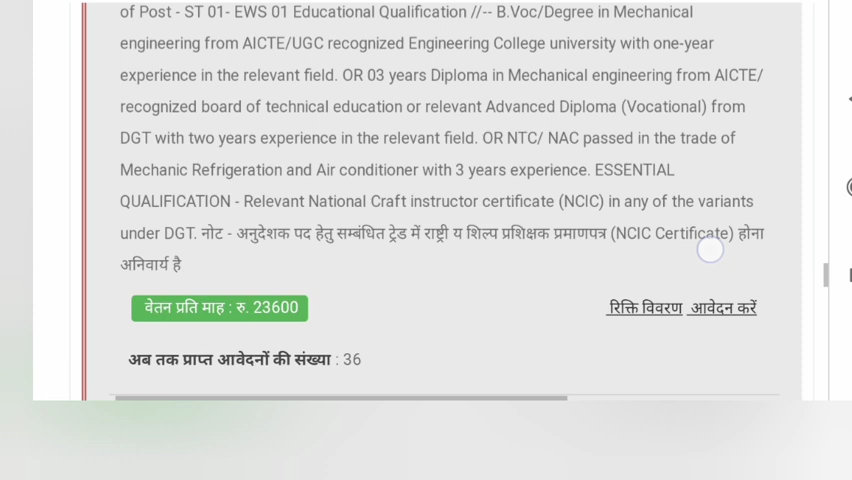 of Post - ST 01- EWS 01 Educational Qualification //-- B.Voc/Degree in Mechanical
engineering from AICTE/UGC recognized Engineering College university with one-year
experience in the relevant field. OR 03 years Diploma in Mechanical engineering from AICTE/
recognized board of technical education or relevant Advanced Diploma (Vocational) from
DGT with two years experience in the relevant field. OR NTC/ NAC passed in the trade of
Mechanic Refrigeration and Air conditioner with 3 years experience. ESSENTIAL
QUALIFICATION - Relevant National Craft instructor certificate (NCIC) in any of the variants
under DGT. नोट - अनुदेशक पद हेतु सम्बंधित ट्रेड में राष्ट्री य शिल्प प्रशिक्षक प्रमाणपत्र (NCIC Certificate) होना
अनिवार्य है
वेतन प्रति माह : रु. 23600
रिक्ति विवरण आवेदन करें
अब तक प्राप्त आवेदनों की संख्या : 36